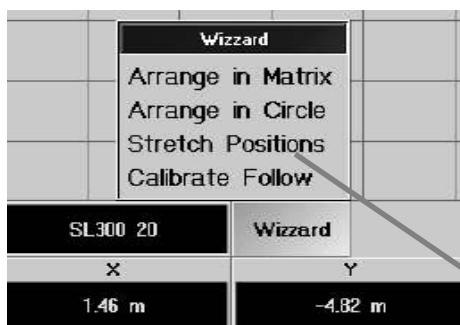 Wizzard
Arrange in Matrix
Arrange in Circle
Stretch Positions
Calibrate Follow
SL300 20 Wizzard
X Y
1.46 m -4.82 m